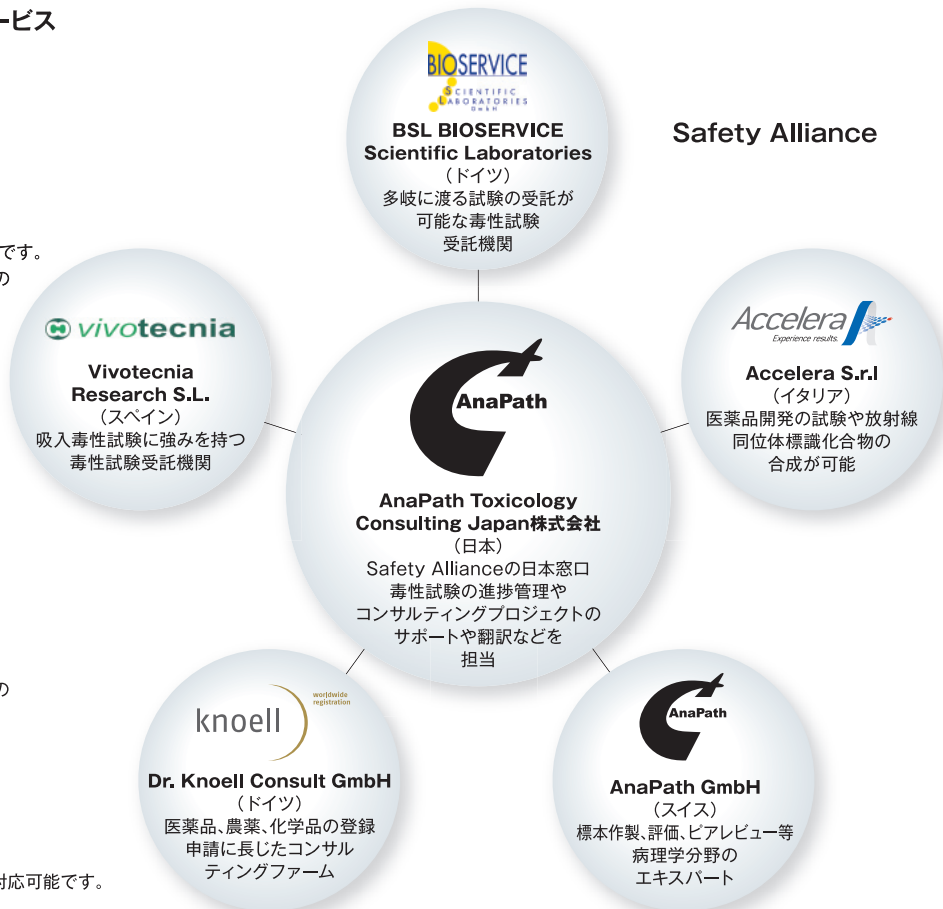 ービス
BIOSERVICE
SCIENTIFIC
LABORATORIES
GmbH
BSL BIOSERVICE
Scientific Laboratories
（ドイツ）
多岐に渡る試験の受託が
可能な毒性試験
受託機関
Safety Alliance
です。
の
vivotecnia
Vivotecnia
Research S.L.
（スペイン）
吸入毒性試験に強みを持つ
毒性試験受託機関
AnaPath
AnaPath Toxicology
Consulting Japan株式会社
（日本）
Safety Allianceの日本窓口
毒性試験の進捗管理や
コンサルティングプロジェクトの
サポートや翻訳などを
担当
Accelera
Experience results.
Accelera S.r.l
（イタリア）
医薬品開発の試験や放射線
同位体標識化合物の
合成が可能
の
knoell
worldwide
registration
Dr. Knoell Consult GmbH
（ドイツ）
医薬品、農薬、化学品の登録
申請に長じたコンサル
ティングファーム
AnaPath
AnaPath GmbH
（スイス）
標本作製、評価、ピアレビュー等
病理学分野の
エキスパート
対応可能です。